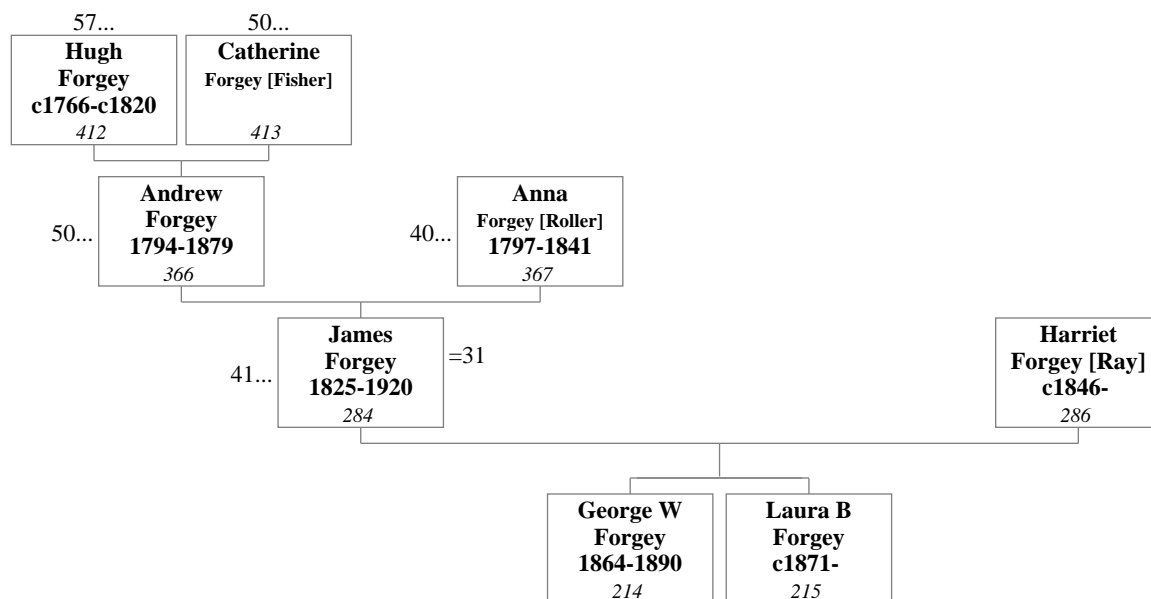 57...
50...
Hugh
Forgey
c1766-c1820
412
Catherine
Forgey [Fisher]
413
50...
Andrew
Forgey
1794-1879
366
40...
Anna
Forgey [Roller]
1797-1841
367
41...
James
Forgey
1825-1920
284
=31
Harriet
Forgey [Ray]
c1846-
286
George W
Forgey
1864-1890
214
Laura B
Forgey
c1871-
215